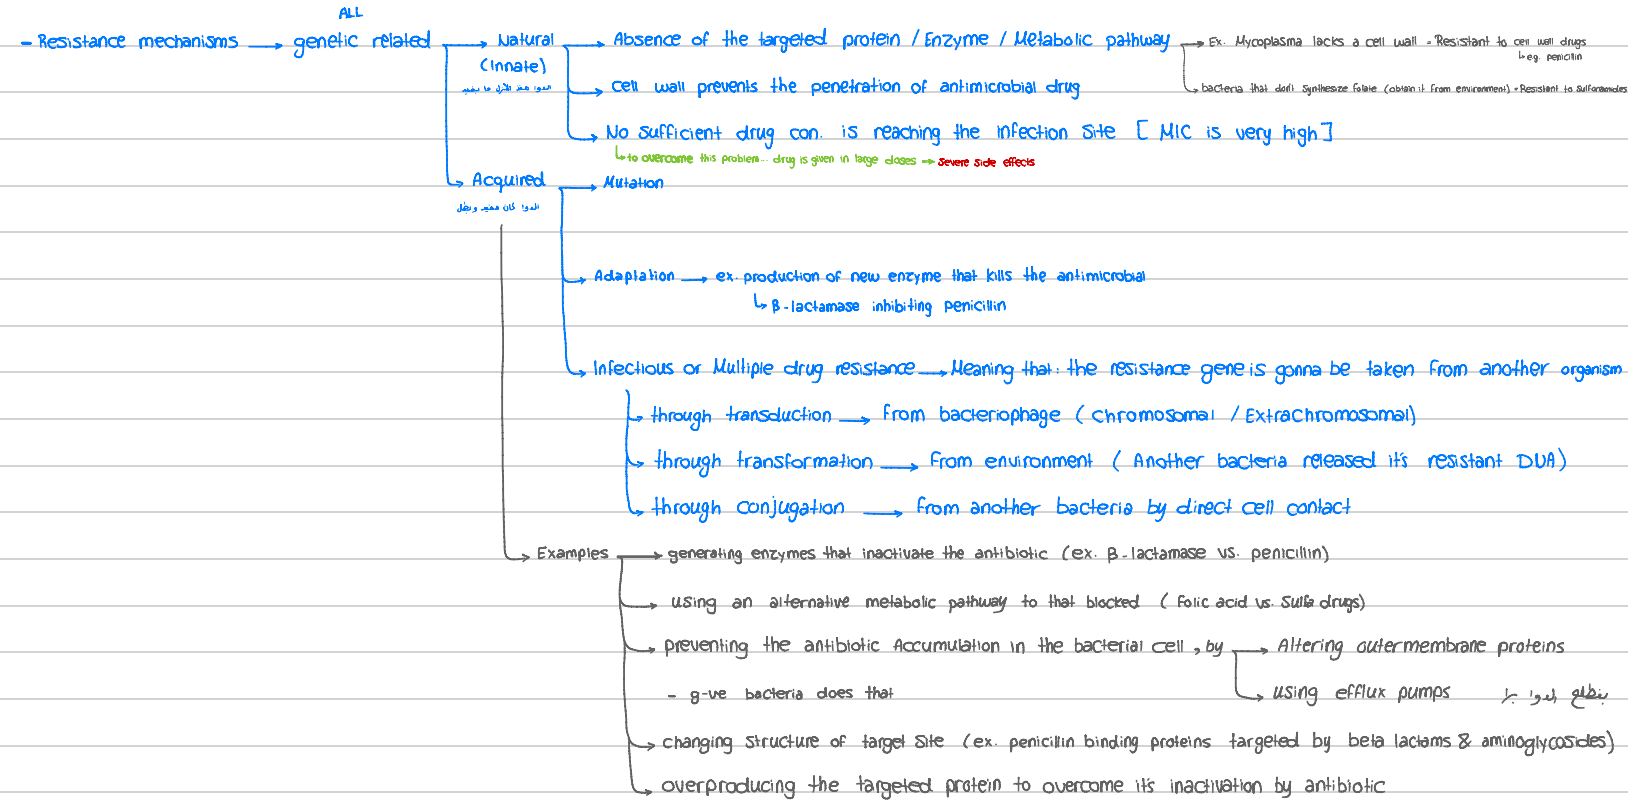 ALL
- Resistance mechanisms → genetic related → Natural → Absence of the targeted protein / Enzyme / Metabolic pathway → Ex. Mycoplasma lacks a cell wall = Resistant to cell wall drugs
↳ eg. penicillin
(Innate)
الدوا من الأول ما بفيد
→ cell wall prevents the penetration of antimicrobial drug
→ bacteria that don't synthesize folate (obtain it from environment) = Resistant to sulfonamides
→ No sufficient drug con. is reaching the infection site [ MIC is very high ]
↳ to overcome this problem... drug is given in large doses → severe side effects
→ Acquired → Mutation
الدوا كان مفيد وبطّل
→ Adaptation → ex. production of new enzyme that kills the antimicrobial
↳ β-lactamase inhibiting penicillin
→ Infectious or Multiple drug resistance → Meaning that: the resistance gene is gonna be taken from another organism
→ through transduction → from bacteriophage ( chromosomal / Extrachromosomal)
→ through transformation → from environment ( Another bacteria released it's resistant DNA)
→ through conjugation → from another bacteria by direct cell contact
→ Examples → generating enzymes that inactivate the antibiotic (ex. β-lactamase vs. penicillin)
→ using an alternative metabolic pathway to that blocked ( Folic acid vs. Sulfa drugs)
→ preventing the antibiotic Accumulation in the bacterial cell, by → Altering outermembrane proteins
- g-ve bacteria does that
→ using efflux pumps بتطلع الدوا برا
→ changing structure of target site (ex. penicillin binding proteins targeted by beta lactams & aminoglycosides)
→ overproducing the targeted protein to overcome it's inactivation by antibiotic